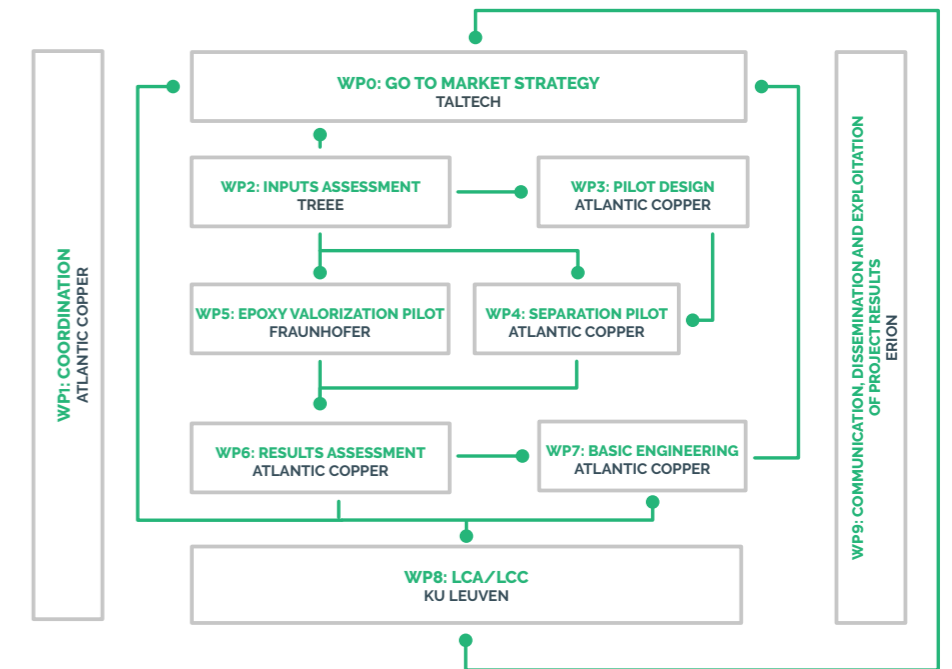 WP0: GO TO MARKET STRATEGY
TALTECH
WP1: COORDINATION
ATLANTIC COPPER
WP2: INPUTS ASSESSMENT
TREEE
WP3: PILOT DESIGN
ATLANTIC COPPER
WP5: EPOXY VALORIZATION PILOT
FRAUNHOFER
WP4: SEPARATION PILOT
ATLANTIC COPPER
WP6: RESULTS ASSESSMENT
ATLANTIC COPPER
WP7: BASIC ENGINEERING
ATLANTIC COPPER
WP8: LCA/LCC
KU LEUVEN
WP9: COMMUNICATION, DISSEMINATION AND EXPLOITATION
OF PROJECT RESULTS
ERION